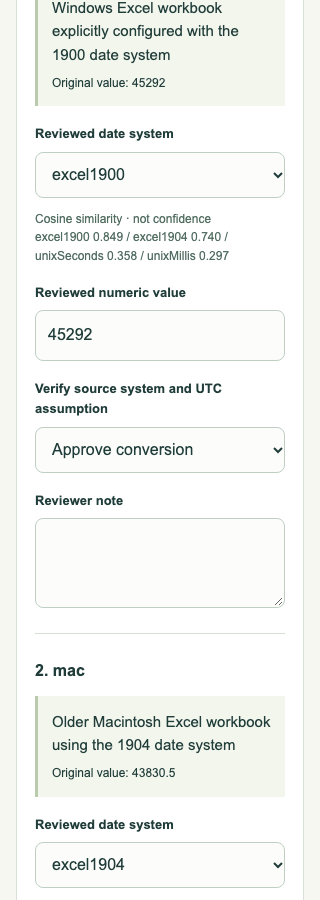 Windows Excel workbook
explicitly configured with the
1900 date system
Original value: 45292
Reviewed date system
excel1900
Cosine similarity · not confidence
excel1900 0.849 / excel1904 0.740 /
unixSeconds 0.358 / unixMillis 0.297
Reviewed numeric value
45292
Verify source system and UTC
assumption
Approve conversion
Reviewer note
2. mac
Older Macintosh Excel workbook
using the 1904 date system
Original value: 43830.5
Reviewed date system
excel1904